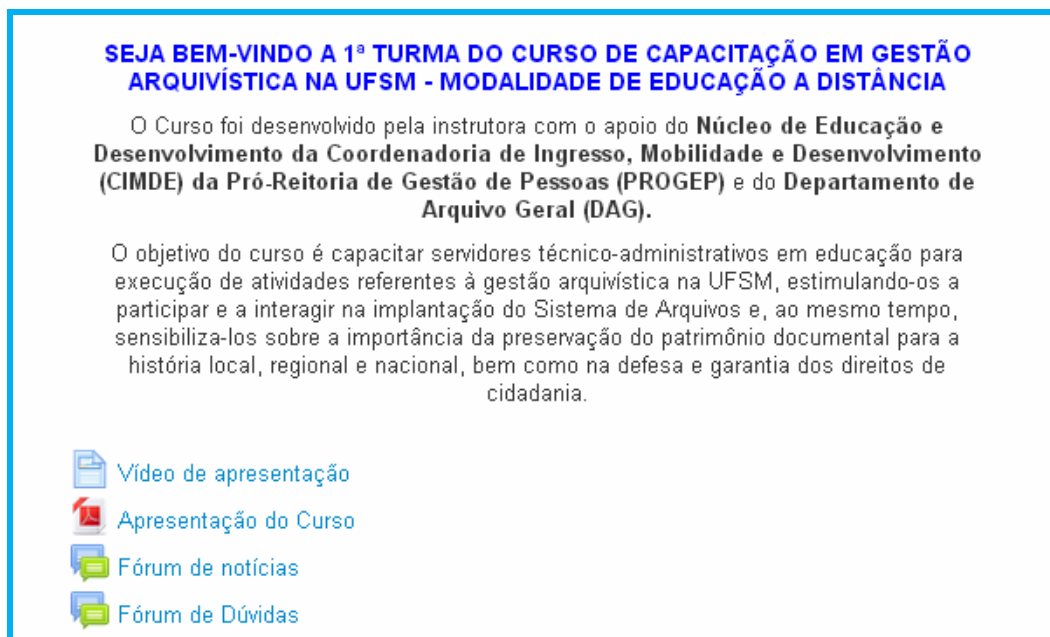 SEJA BEM-VINDO A 1ª TURMA DO CURSO DE CAPACITAÇÃO EM GESTÃO
ARQUIVÍSTICA NA UFSM - MODALIDADE DE EDUCAÇÃO A DISTÂNCIA
O Curso foi desenvolvido pela instrutora com o apoio do Núcleo de Educação e
Desenvolvimento da Coordenadoria de Ingresso, Mobilidade e Desenvolvimento
(CIMDE) da Pró-Reitoria de Gestão de Pessoas (PROGEP) e do Departamento de
Arquivo Geral (DAG).
O objetivo do curso é capacitar servidores técnico-administrativos em educação para
execução de atividades referentes à gestão arquivística na UFSM, estimulando-os a
participar e a interagir na implantação do Sistema de Arquivos e, ao mesmo tempo,
sensibiliza-los sobre a importância da preservação do patrimônio documental para a
história local, regional e nacional, bem como na defesa e garantia dos direitos de
cidadania.
Vídeo de apresentação
Apresentação do Curso
Fórum de notícias
Fórum de Dúvidas